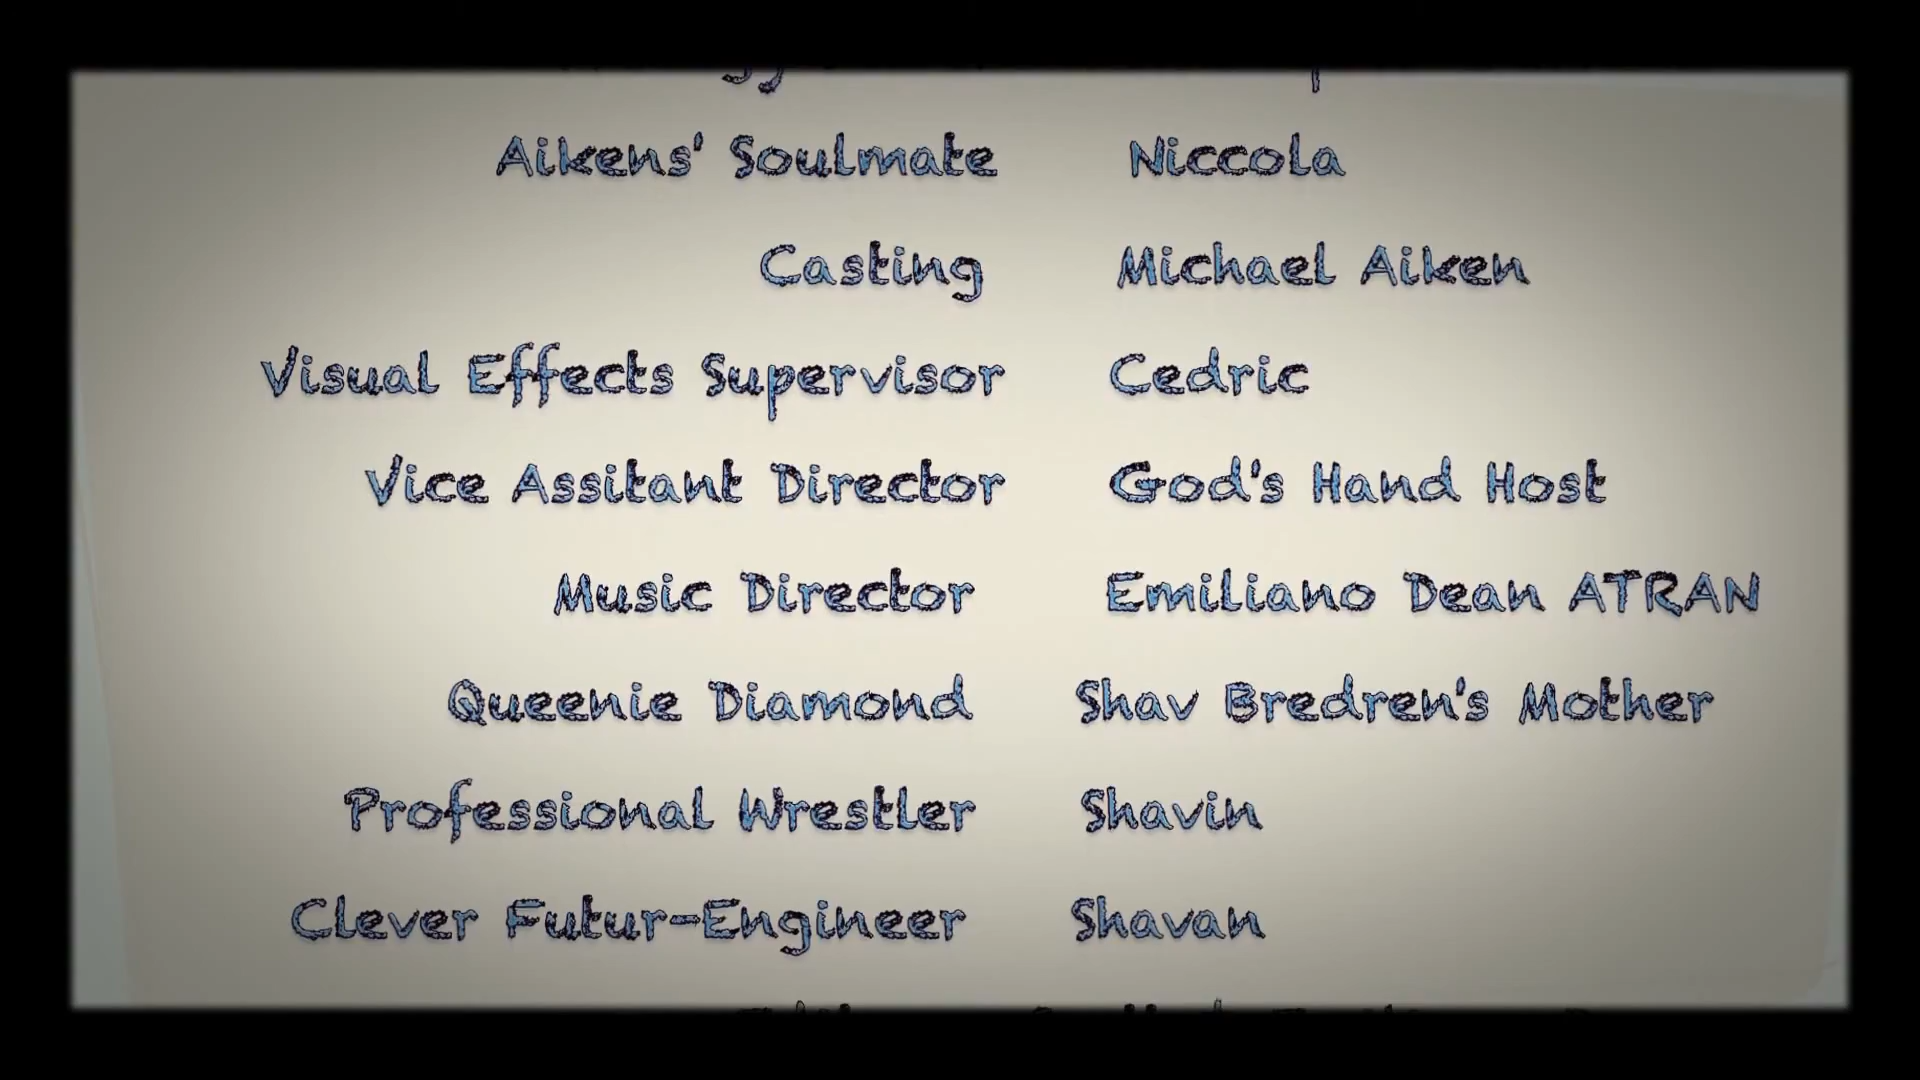 Aikens' Soulmate Niccola
Casting Michael Aiken
Visual Effects Supervisor Cedric
Vice Assitant Director God's Hand Host
Music Director Emiliano Dean ATRAN
Queenie Diamond Shav Bredren's Mother
Professional Wrestler Shavin
Clever Futur-Engineer Shavan